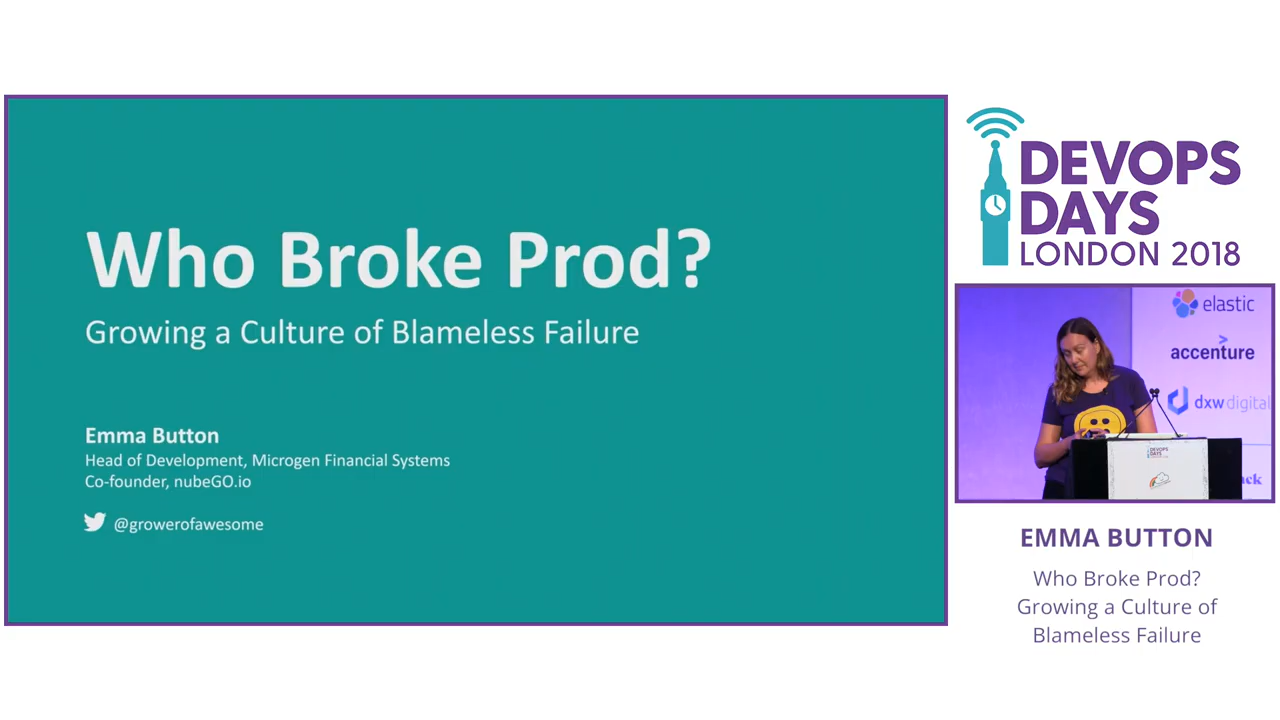 Who Broke Prod?
Growing a Culture of Blameless Failure
Emma Button
Head of Development, Microgen Financial Systems
Co-founder, nubeGO.io
@growerofawesome
DEVOPS
DAYS
LONDON 2018
elastic
accenture
dxw digital
DEVOPS
DAYS
EMMA BUTTON
Who Broke Prod?
Growing a Culture of
Blameless Failure